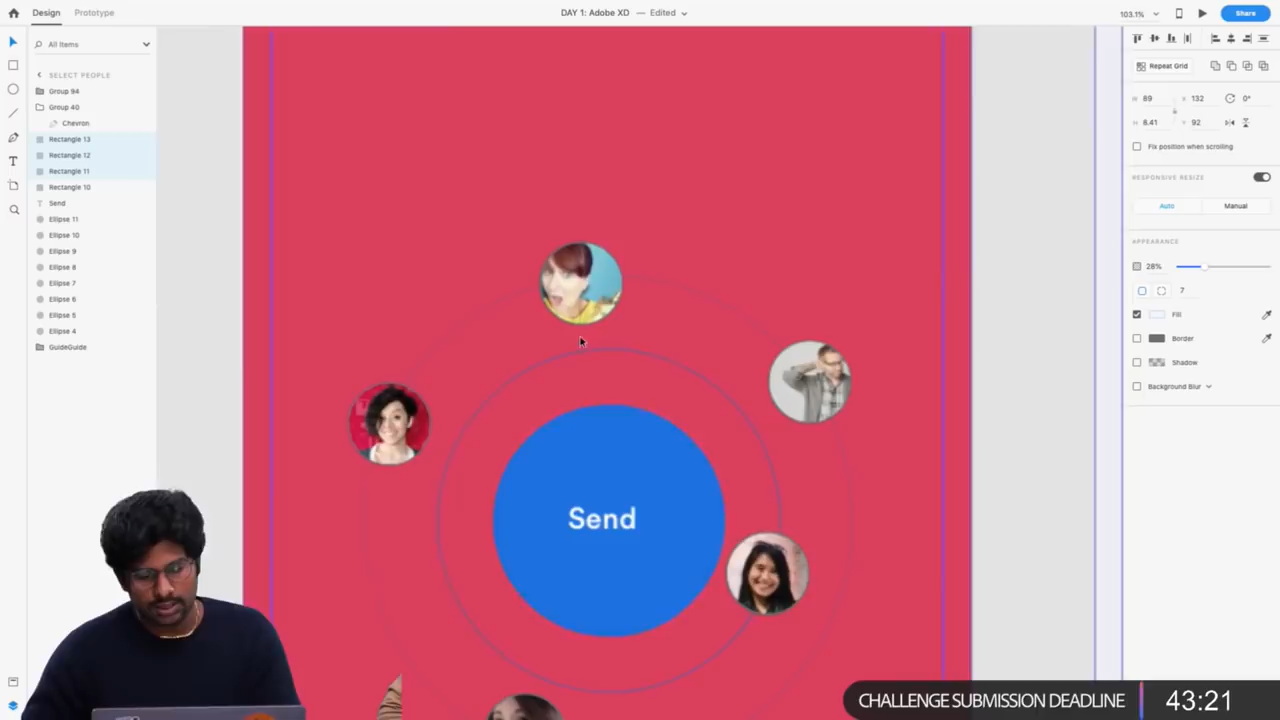 Design
Prototype
DAY 1: Adobe XD — Edited
103.1%
Share
All Items
SELECT PEOPLE
Group 94
Group 40
Chevron
Rectangle 13
Rectangle 12
Rectangle 11
Rectangle 10
Send
Ellipse 11
Ellipse 10
Ellipse 9
Ellipse 8
Ellipse 7
Ellipse 6
Ellipse 5
Ellipse 4
GuideGuide
Send
Repeat Grid
W 89 X 132 0°
H 8.41 Y 92
Fix position when scrolling
RESPONSIVE RESIZE
Auto Manual
APPEARANCE
28%
7
Fill
Border
Shadow
Background Blur
CHALLENGE SUBMISSION DEADLINE 43:21